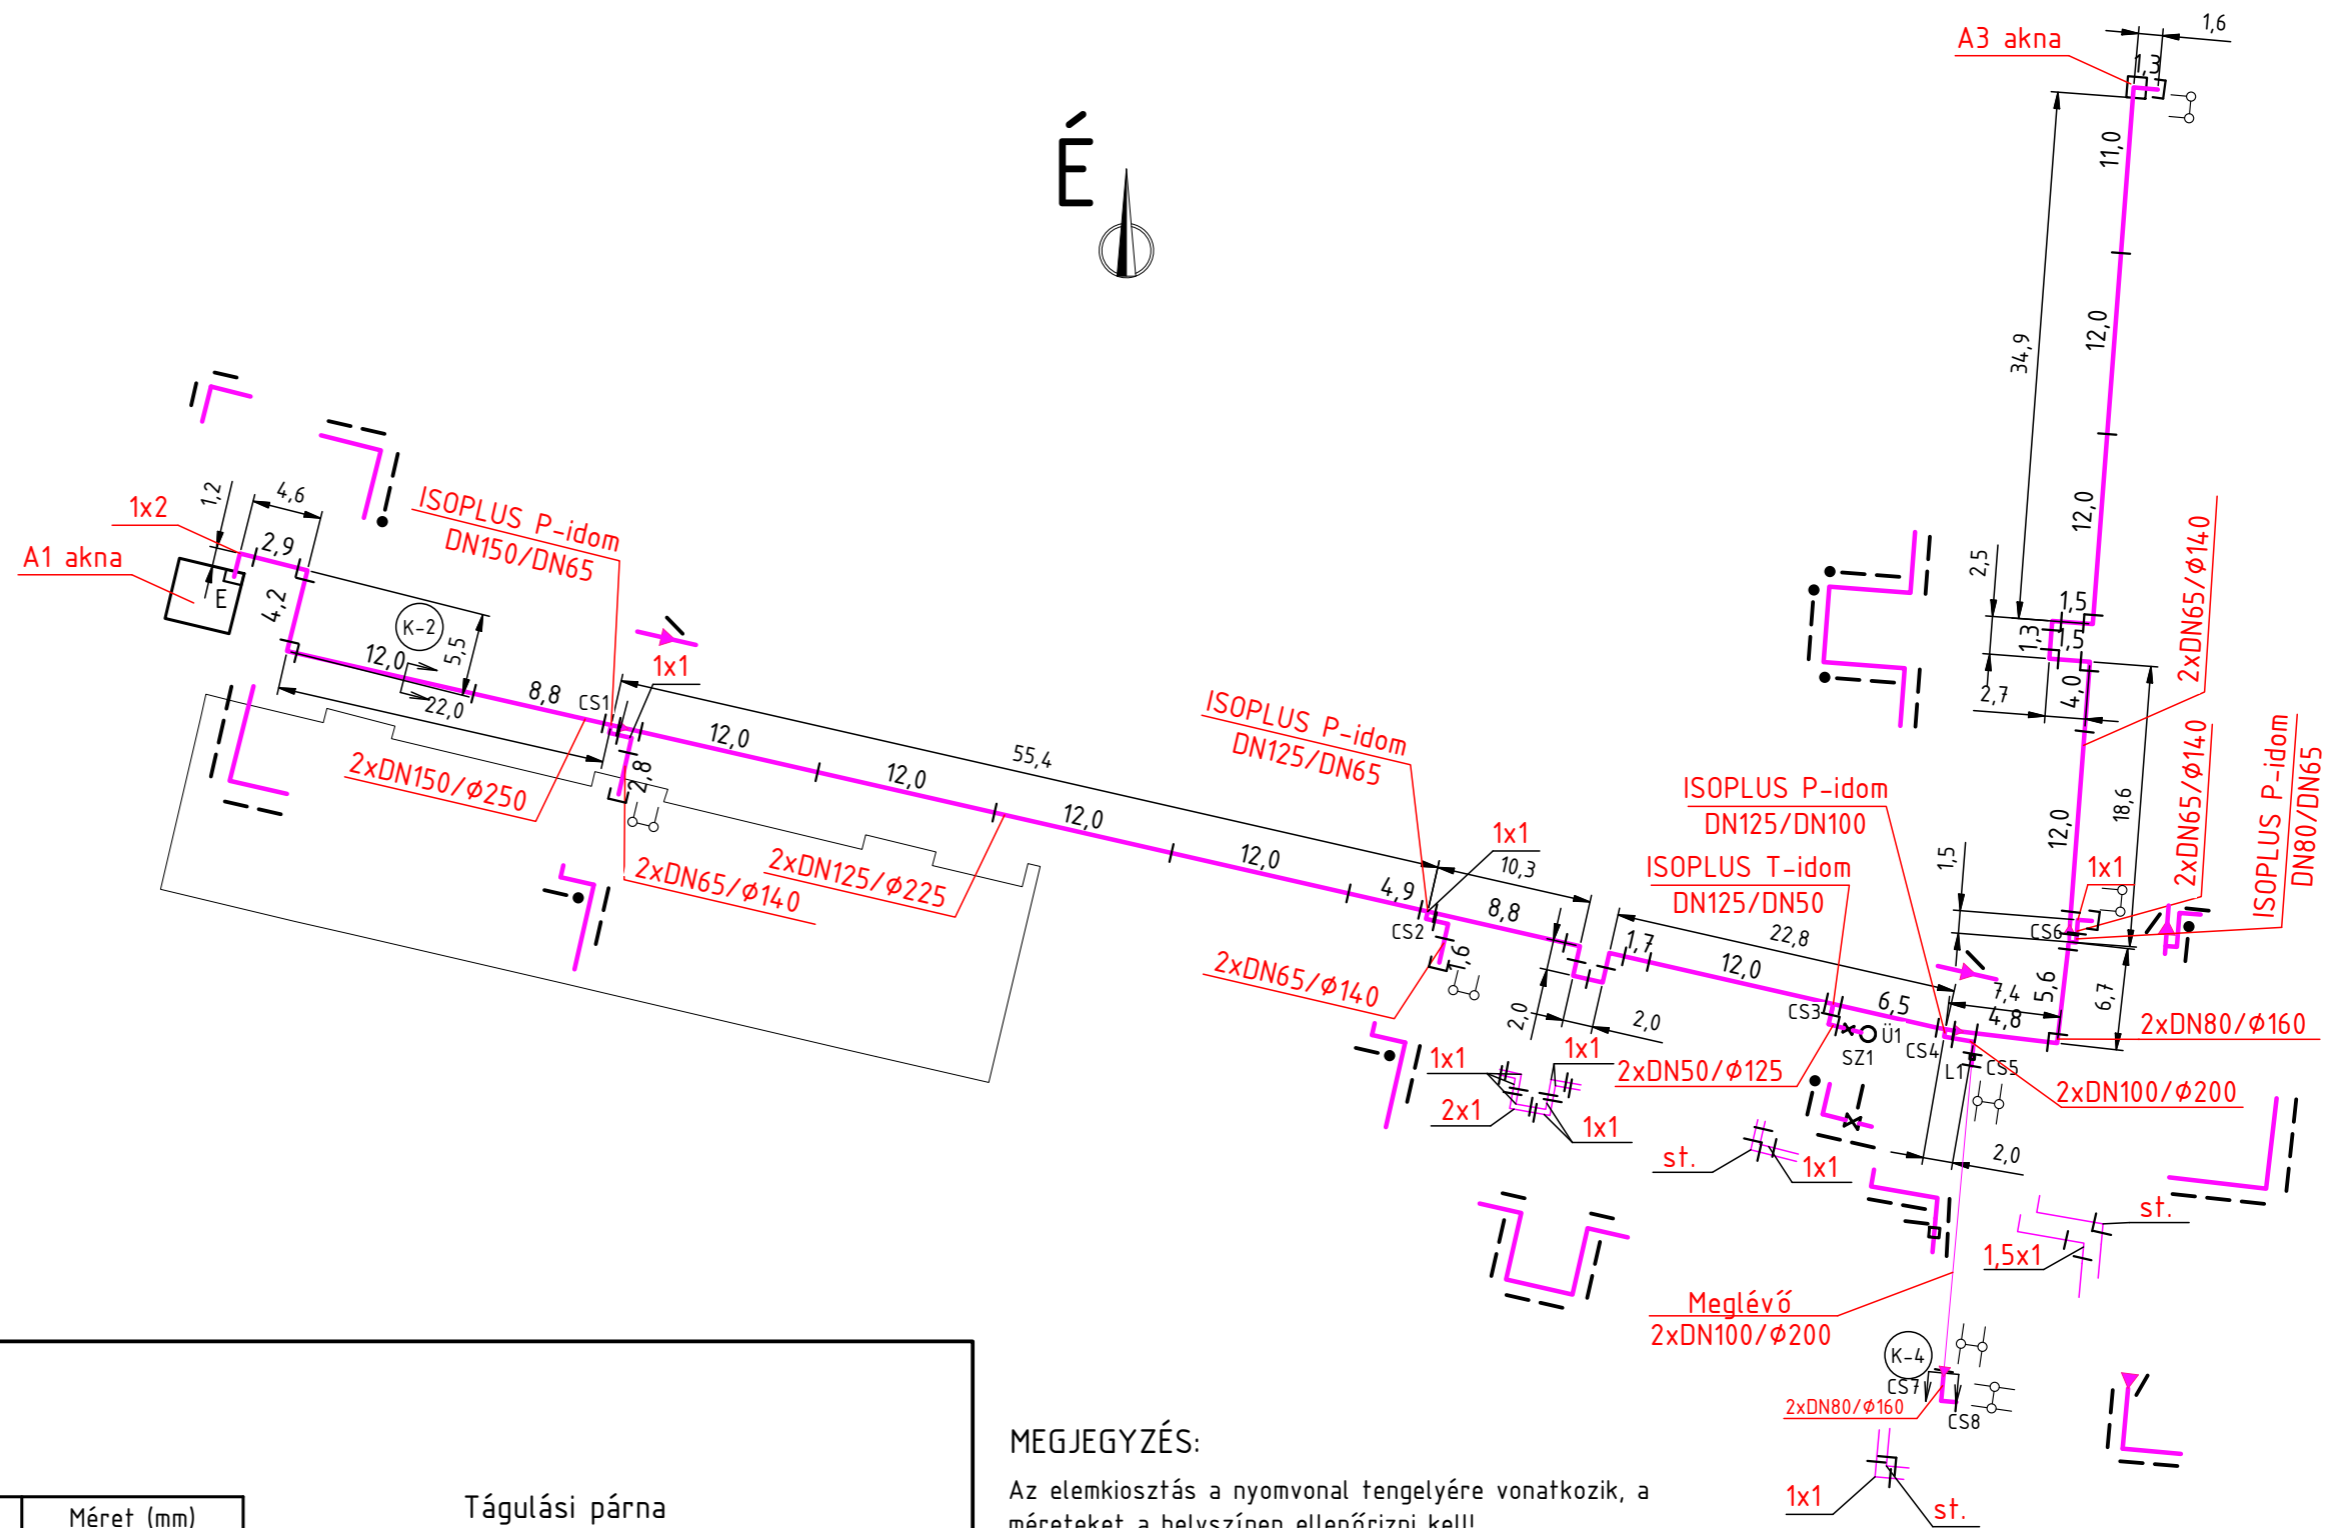 1,6
A3 akna
1,3
É
11,0
12,0
34,9
12,0
2xDN65/ϕ140
2,5
1,5
1,3
1,5
2,7
4,0
18,6
12,0
2xDN65/ϕ140
ISOPLUS P-idom
DN80/DN65
1x1
1,5
CS6
5,6
6,7
1x2
1,2
4,6
2,9
A1 akna
E
4,2
K-2
12,0
5,5
22,0
8,8
CS1
ISOPLUS P-idom
DN150/DN65
1x1
2xDN150/ϕ250
2,8
2xDN65/ϕ140
12,0
12,0
55,4
12,0
2xDN125/ϕ225
12,0
4,9
ISOPLUS P-idom
DN125/DN65
1x1
10,3
8,8
CS2
1,6
2xDN65/ϕ140
2,0
2,0
1,7
22,8
12,0
ISOPLUS P-idom
DN125/DN100
ISOPLUS T-idom
DN125/DN50
CS3
6,5
Ü1
SZ1
CS4
7,4
4,8
L1
CS5
2xDN80/ϕ160
2xDN50/ϕ125
2xDN100/ϕ200
1x1
1x1
2x1
1x1
st.
1x1
2,0
st.
1,5x1
Meglévő
2xDN100/ϕ200
K-4
CS7
2xDN80/ϕ160
CS8
1x1
st.
MEGJEGYZÉS:
Az elemkiosztás a nyomvonal tengelyére vonatkozik, a
méreteket a helyszínen ellenőrizni kell!
Méret (mm)
Tágulási párna